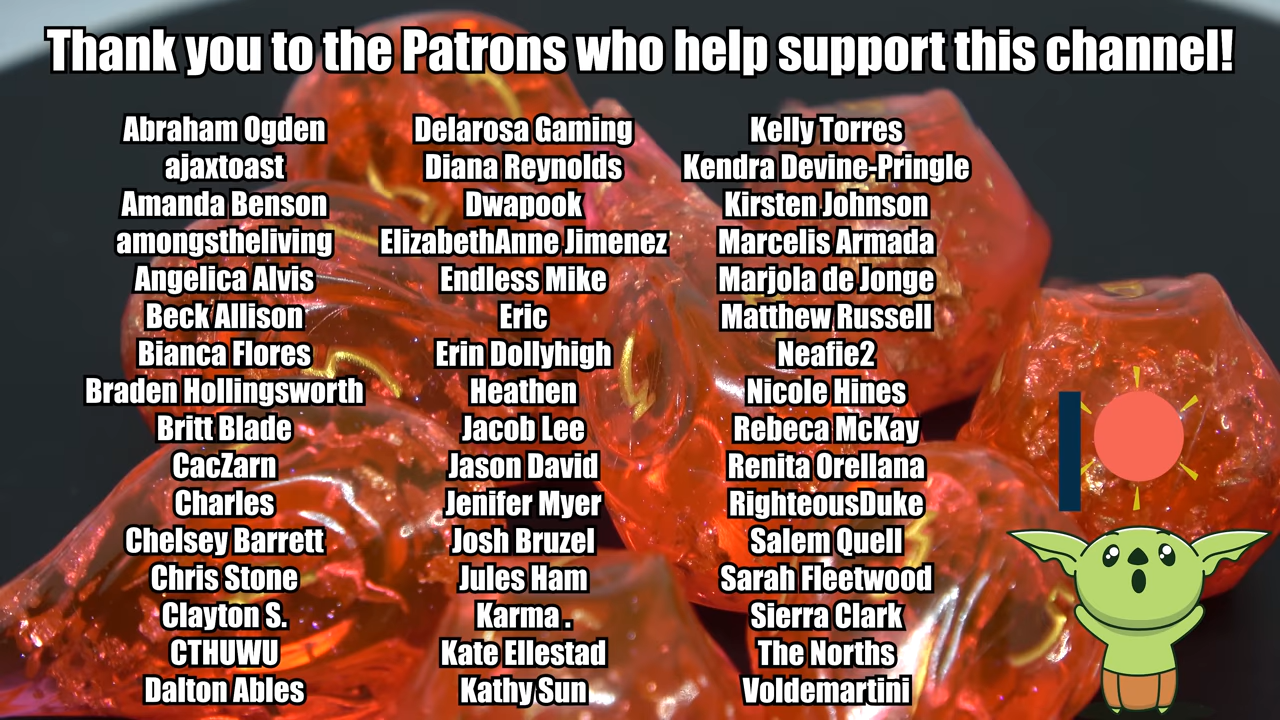 Thank you to the Patrons who help support this channel!
Abraham Ogden
ajaxtoast
Amanda Benson
amongstheliving
Angelica Alvis
Beck Allison
Bianca Flores
Braden Hollingsworth
Britt Blade
CacZarn
Charles
Chelsey Barrett
Chris Stone
Clayton S.
CTHUWU
Dalton Ables
Delarosa Gaming
Diana Reynolds
Dwapook
ElizabethAnne Jimenez
Endless Mike
Eric
Erin Dollyhigh
Heathen
Jacob Lee
Jason David
Jenifer Myer
Josh Bruzel
Jules Ham
Karma .
Kate Ellestad
Kathy Sun
Kelly Torres
Kendra Devine-Pringle
Kirsten Johnson
Marcelis Armada
Marjola de Jonge
Matthew Russell
Neafie2
Nicole Hines
Rebeca McKay
Renita Orellana
RighteousDuke
Salem Quell
Sarah Fleetwood
Sierra Clark
The Norths
Voldemartini